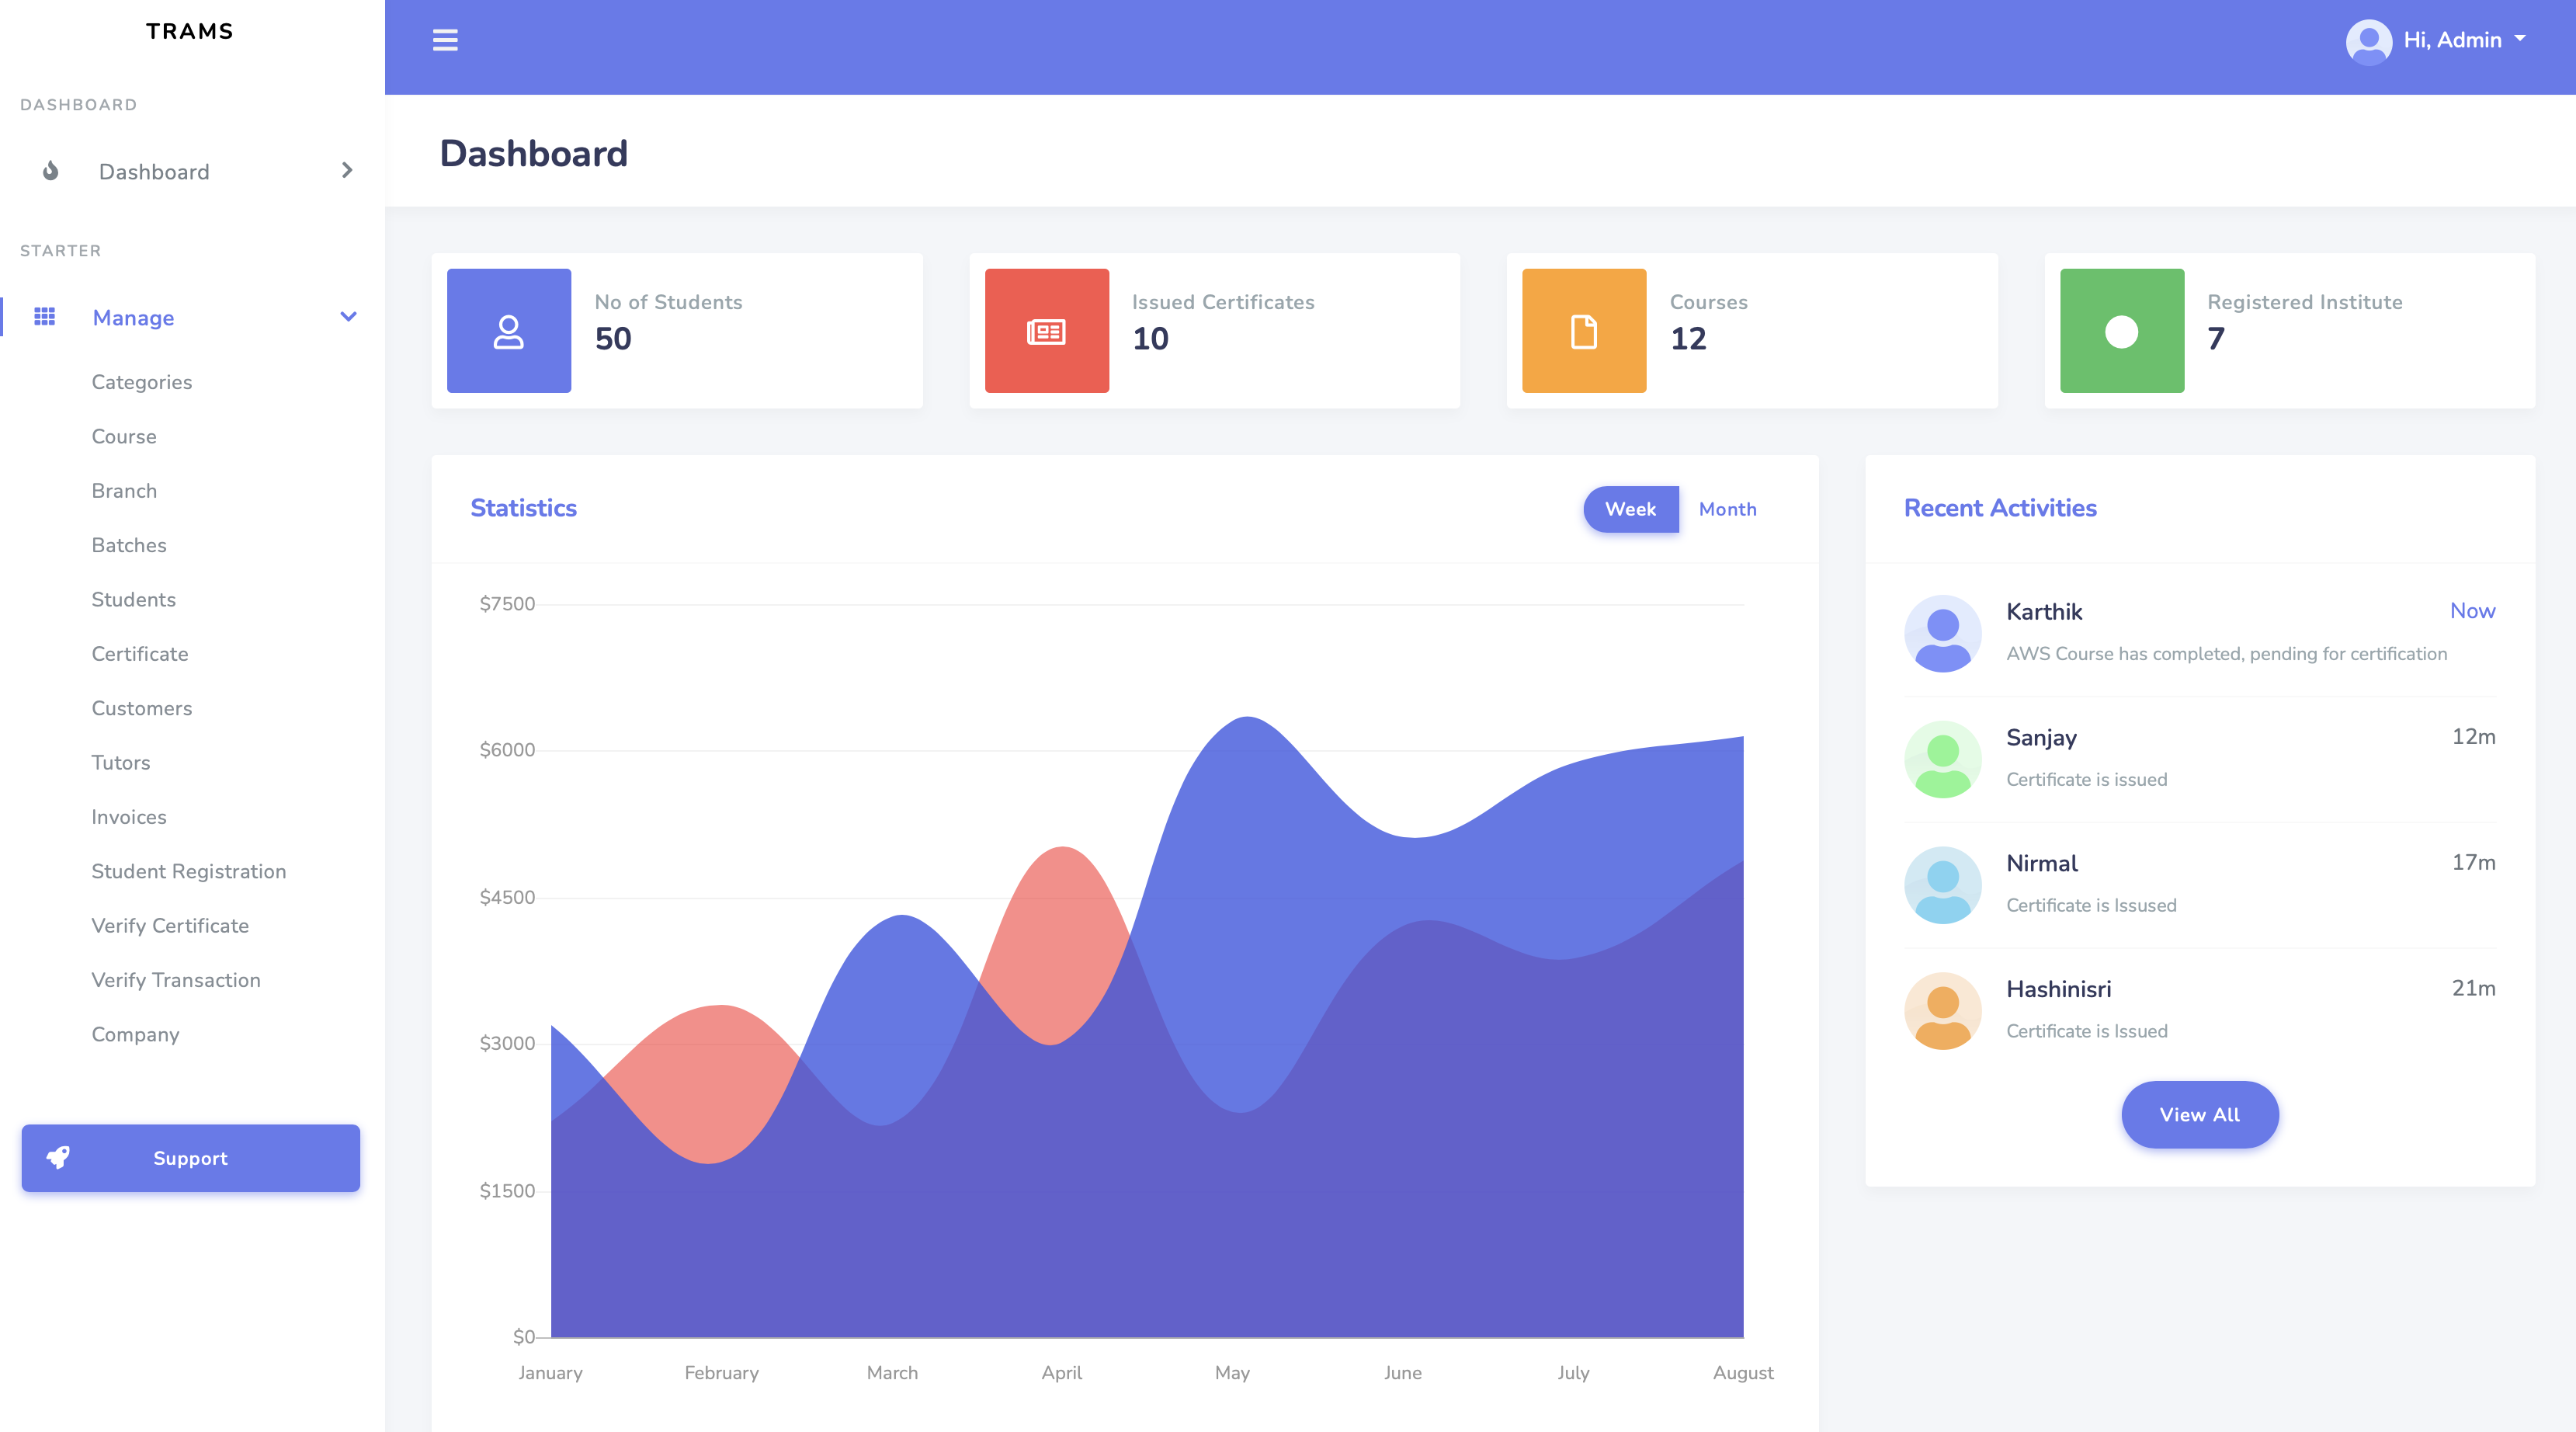 TRAMS
DASHBOARD
Dashboard
STARTER
Manage
Categories
Course
Branch
Batches
Students
Certificate
Customers
Tutors
Invoices
Student Registration
Verify Certificate
Verify Transaction
Company
Support
Hi, Admin
Dashboard
No of Students
50
Issued Certificates
10
Courses
12
Registered Institute
7
Statistics
Week Month
$7500
$6000
$4500
$3000
$1500
$0
January February March April May June July August
Recent Activities
Karthik Now
AWS Course has completed, pending for certification
Sanjay 12m
Certificate is issued
Nirmal 17m
Certificate is Issused
Hashinisri 21m
Certificate is Issued
View All